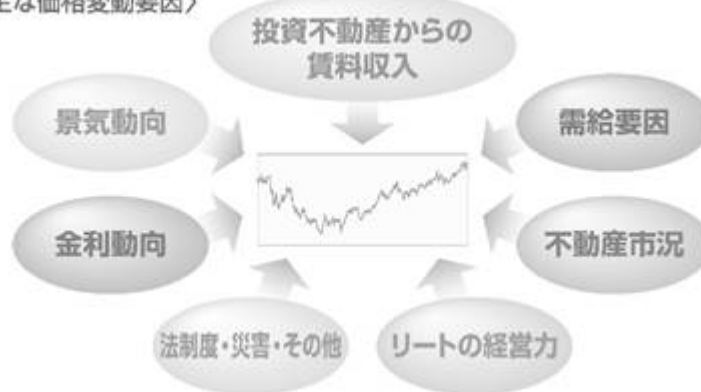 主な価格変動要因〉
投資不動産からの
賃料収入
景気動向
需給要因
金利動向
不動産市況
法制度・災害・その他
リートの経営力